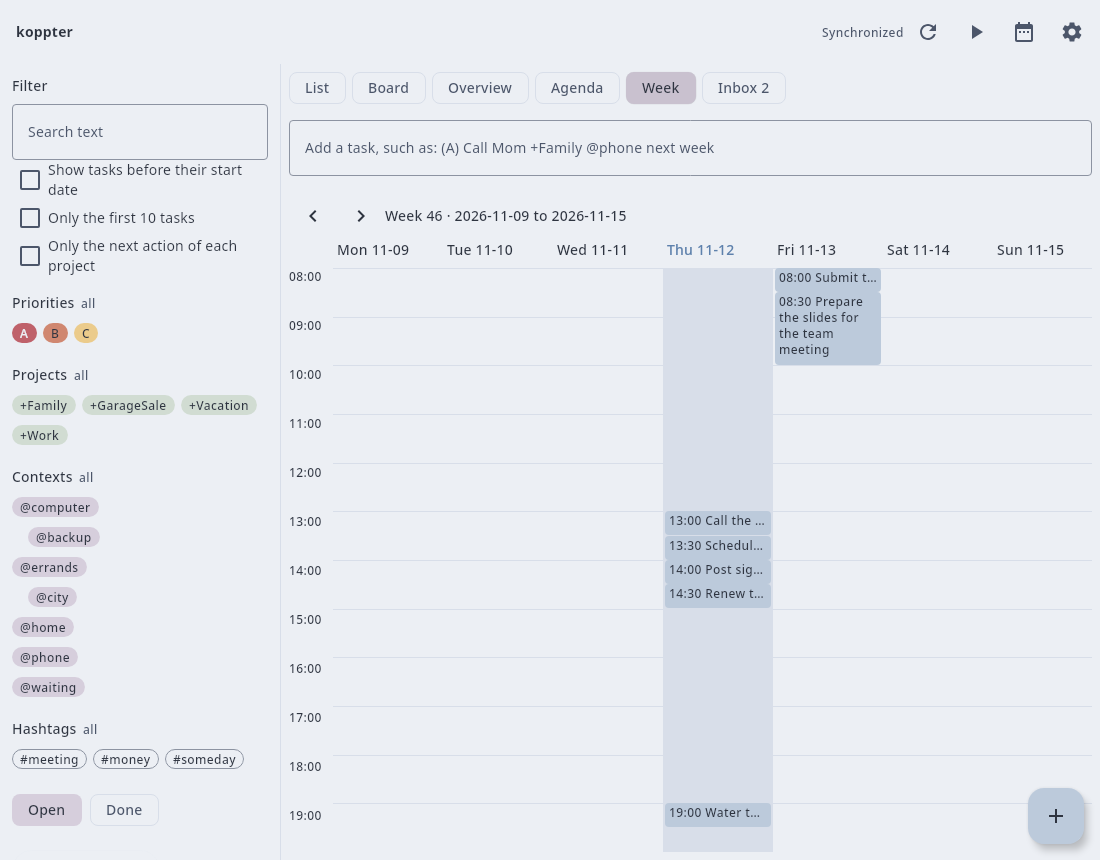 koppter
Synchronized
Filter
Search text
Show tasks before their start
date
Only the first 10 tasks
Only the next action of each
project
Priorities all
A B C
Projects all
+Family +GarageSale +Vacation
+Work
Contexts all
@computer
@backup
@errands
@city
@home
@phone
@waiting
Hashtags all
#meeting #money #someday
Open Done
List Board Overview Agenda Week Inbox 2
Add a task, such as: (A) Call Mom +Family @phone next week
Week 46 · 2026-11-09 to 2026-11-15
Mon 11-09 Tue 11-10 Wed 11-11 Thu 11-12 Fri 11-13 Sat 11-14 Sun 11-15
08:00
08:00 Submit t…
08:30 Prepare
the slides for
the team
meeting
09:00
10:00
11:00
12:00
13:00
13:00 Call the …
13:30 Schedul…
14:00
14:00 Post sig…
14:30 Renew t…
15:00
16:00
17:00
18:00
19:00
19:00 Water t…
+